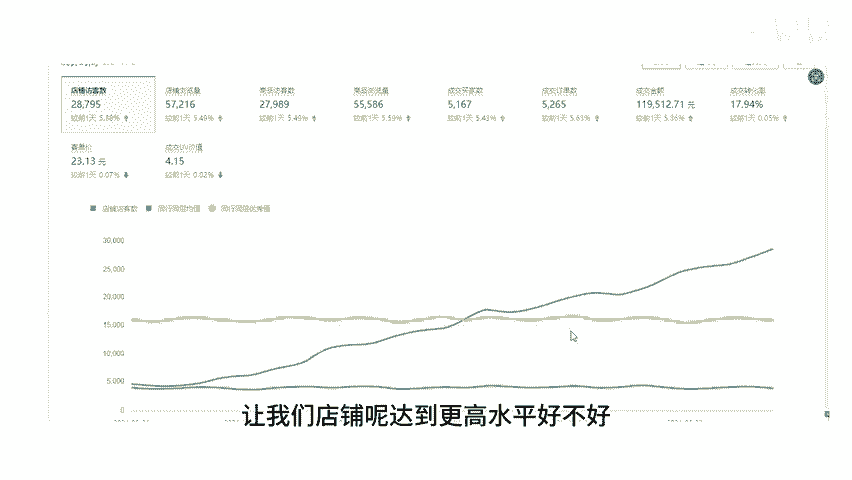 店铺访客数 店铺浏览量 商品访客数 商品浏览量 成交买家数 成交订单数 成交金额 成交转化率
28,795 57,216 27,989 55,586 5,167 5,265 119,512.71 元 17.94%
较前1天 5.88% 较前1天 5.49% 较前1天 5.49% 较前1天 5.59% 较前1天 5.43% 较前1天 5.63% 较前1天 5.36% 较前1天 0.05%
客单价 成交UV价值
23.13 元 4.15
较前1天 0.07% 较前1天 0.02%
店铺访客数 同行同层均值 同行同层优秀值
30,000
25,000
20,000
15,000
10,000
5,000
0
让我们店铺呢达到更高水平好不好